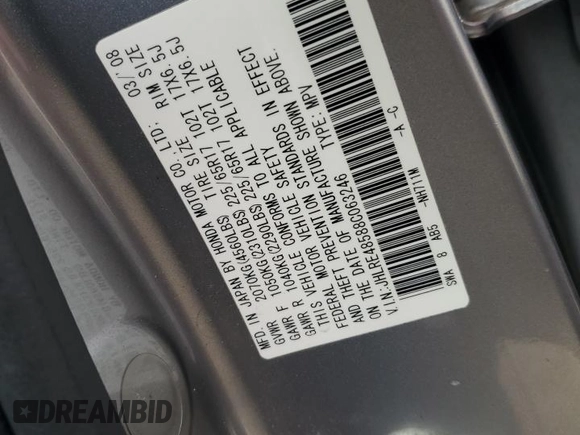 MFD. IN JAPAN BY HONDA MOTOR CO., LTD. 03/08
GVWR 2070KG(4560LBS) TIRE SIZE RIM SIZE
GAWR F 1050KG(2310LBS) 225/65R17 102T 17X6.5J
GAWR R 1040KG(2290LBS) 225/65R17 102T 17X6.5J
THIS VEHICLE CONFORMS TO ALL APPLICABLE
FEDERAL MOTOR VEHICLE SAFETY
AND THEFT PREVENTION STANDARDS IN EFFECT
ON THE DATE OF MANUFACTURE SHOWN ABOVE.
V.I.N: JHLRE48588C063246 TYPE: MPV
SWA 8 AB5 -NH71M -A -C
DREAMBID